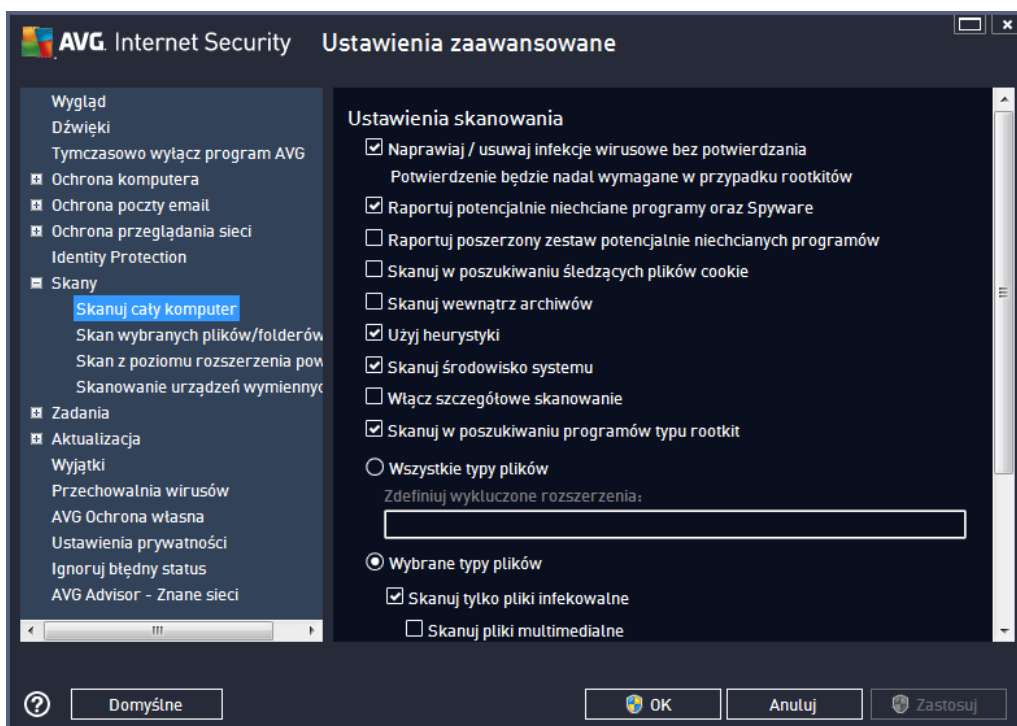 AVG. Internet Security Ustawienia zaawansowane
Wygląd
Dźwięki
Tymczasowo wyłącz program AVG
Ochrona komputera
Ochrona poczty email
Ochrona przeglądania sieci
Identity Protection
Skany
Skanuj cały komputer
Skan wybranych plików/folderów
Skan z poziomu rozszerzenia pow
Skanowanie urządzeń wymiennyc
Zadania
Aktualizacja
Wyjątki
Przechowalnia wirusów
AVG Ochrona własna
Ustawienia prywatności
Ignoruj błędny status
AVG Advisor - Znane sieci
Ustawienia skanowania
Naprawiaj / usuwaj infekcje wirusowe bez potwierdzania
Potwierdzenie będzie nadal wymagane w przypadku rootkitów
Raportuj potencjalnie niechciane programy oraz Spyware
Raportuj poszerzony zestaw potencjalnie niechcianych programów
Skanuj w poszukiwaniu śledzących plików cookie
Skanuj wewnątrz archiwów
Użyj heurystyki
Skanuj środowisko systemu
Włącz szczegółowe skanowanie
Skanuj w poszukiwaniu programów typu rootkit
Wszystkie typy plików
Zdefiniuj wykluczone rozszerzenia:
Wybrane typy plików
Skanuj tylko pliki infekowalne
Skanuj pliki multimedialne
Domyślne
OK
Anuluj
Zastosuj